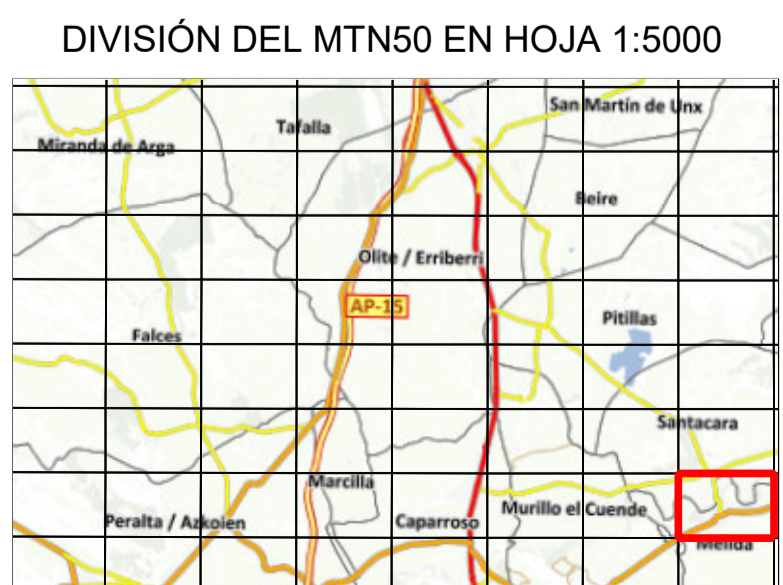 DIVISIÓN DEL MTN50 EN HOJA 1:5000
San Martín de Unx
Tafalla
Miranda de Arga
Beire
Olite / Erriberri
AP-15
Pitillas
Falces
Santacara
Marcilla
Murillo el Cuende
Peralta / Azkoien
Caparroso
Mélida